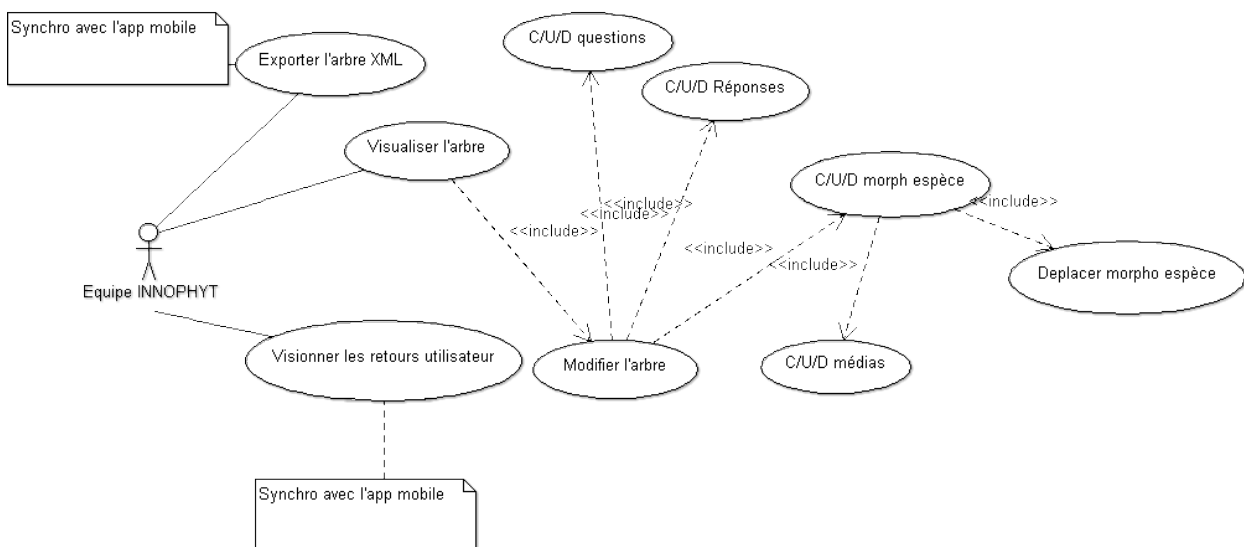 Synchro avec l'app mobile
Exporter l'arbre XML
C/U/D questions
C/U/D Réponses
Visualiser l'arbre
C/U/D morph espèce
<<include>>
<<include>>
<<include>>
<<include>>
<<include>>
<<include>>
Deplacer morpho espèce
Equipe INNOPHYT
Visionner les retours utilisateur
Modifier l'arbre
C/U/D médias
Synchro avec l'app mobile